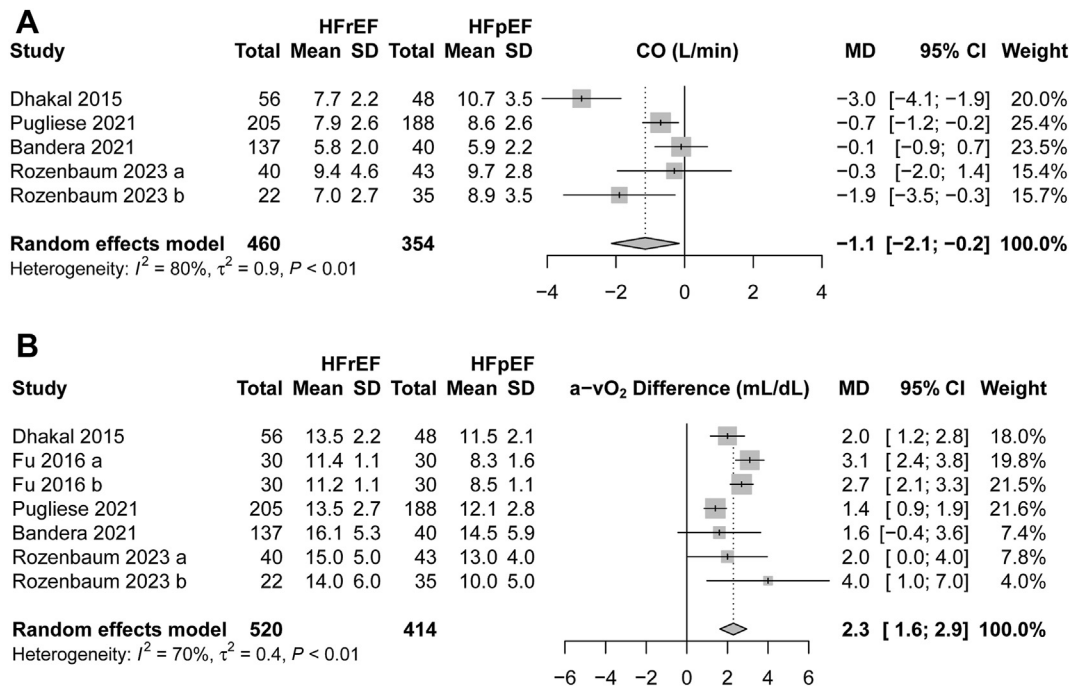 A
HFrEF HFpEF
Study Total Mean SD Total Mean SD CO (L/min) MD 95% CI Weight
Dhakal 2015 56 7.7 2.2 48 10.7 3.5 −3.0 [−4.1; −1.9] 20.0%
Pugliese 2021 205 7.9 2.6 188 8.6 2.6 −0.7 [−1.2; −0.2] 25.4%
Bandera 2021 137 5.8 2.0 40 5.9 2.2 −0.1 [−0.9; 0.7] 23.5%
Rozenbaum 2023 a 40 9.4 4.6 43 9.7 2.8 −0.3 [−2.0; 1.4] 15.4%
Rozenbaum 2023 b 22 7.0 2.7 35 8.9 3.5 −1.9 [−3.5; −0.3] 15.7%
Random effects model 460 354 −1.1 [−2.1; −0.2] 100.0%
Heterogeneity: I² = 80%, τ² = 0.9, P < 0.01
−4 −2 0 2 4
B
HFrEF HFpEF
Study Total Mean SD Total Mean SD a−vO₂ Difference (mL/dL) MD 95% CI Weight
Dhakal 2015 56 13.5 2.2 48 11.5 2.1 2.0 [ 1.2; 2.8] 18.0%
Fu 2016 a 30 11.4 1.1 30 8.3 1.6 3.1 [ 2.4; 3.8] 19.8%
Fu 2016 b 30 11.2 1.1 30 8.5 1.1 2.7 [ 2.1; 3.3] 21.5%
Pugliese 2021 205 13.5 2.7 188 12.1 2.8 1.4 [ 0.9; 1.9] 21.6%
Bandera 2021 137 16.1 5.3 40 14.5 5.9 1.6 [−0.4; 3.6] 7.4%
Rozenbaum 2023 a 40 15.0 5.0 43 13.0 4.0 2.0 [ 0.0; 4.0] 7.8%
Rozenbaum 2023 b 22 14.0 6.0 35 10.0 5.0 4.0 [ 1.0; 7.0] 4.0%
Random effects model 520 414 2.3 [ 1.6; 2.9] 100.0%
Heterogeneity: I² = 70%, τ² = 0.4, P < 0.01
−6 −4 −2 0 2 4 6